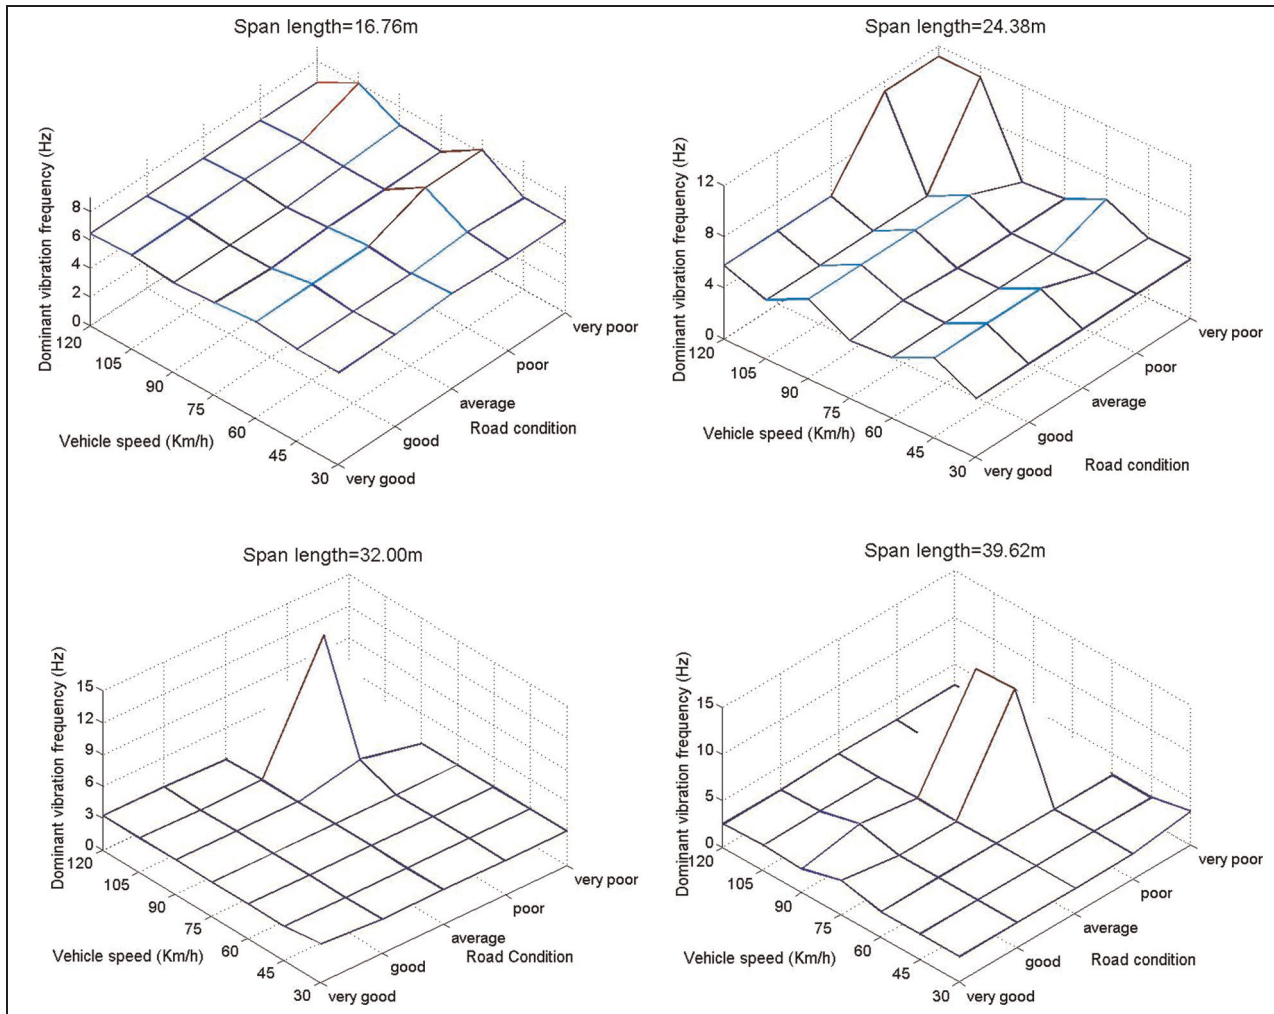 Span length=16.76m
Dominant vibration frequency (Hz)
8
6
4
2
0
120
105
90
75
60
45
30
Vehicle speed (Km/h)
very good
good
average
poor
very poor
Road condition
Span length=24.38m
Dominant vibration frequency (Hz)
12
8
4
0
120
105
90
75
60
45
30
Vehicle speed (Km/h)
very good
good
average
poor
very poor
Road condition
Span length=32.00m
Dominant vibration frequency (Hz)
15
12
9
6
3
0
120
105
90
75
60
45
30
Vehicle speed (Km/h)
very good
good
average
poor
very poor
Road Condition
Span length=39.62m
Dominant vibration frequency (Hz)
15
10
5
0
120
105
90
75
60
45
30
Vehicle speed (Km/h)
very good
good
average
poor
very poor
Road condition